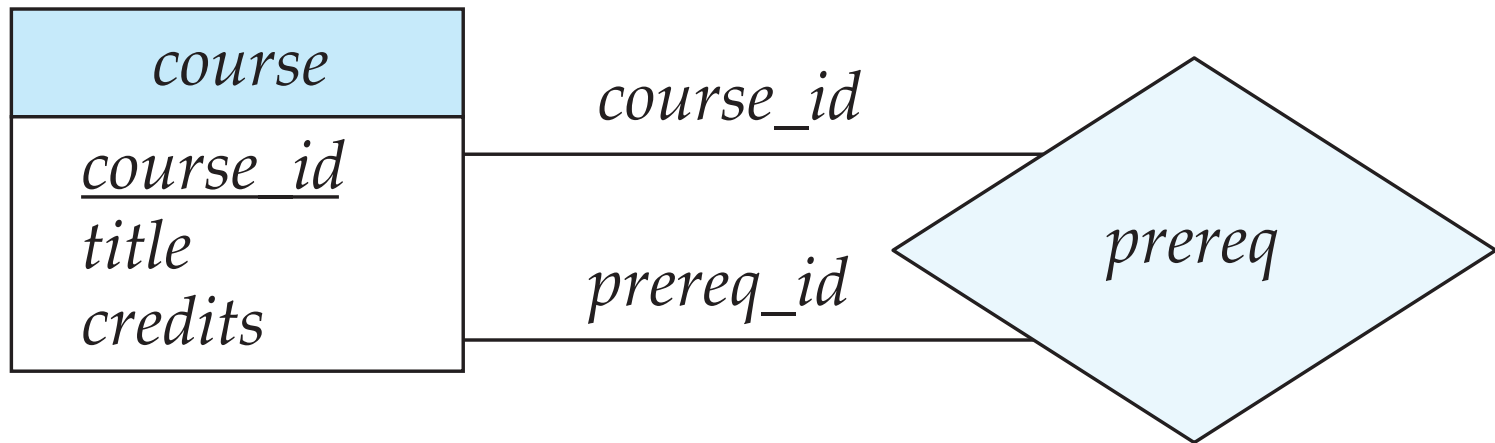 course
course_id
title
credits
course_id
prereq_id
prereq